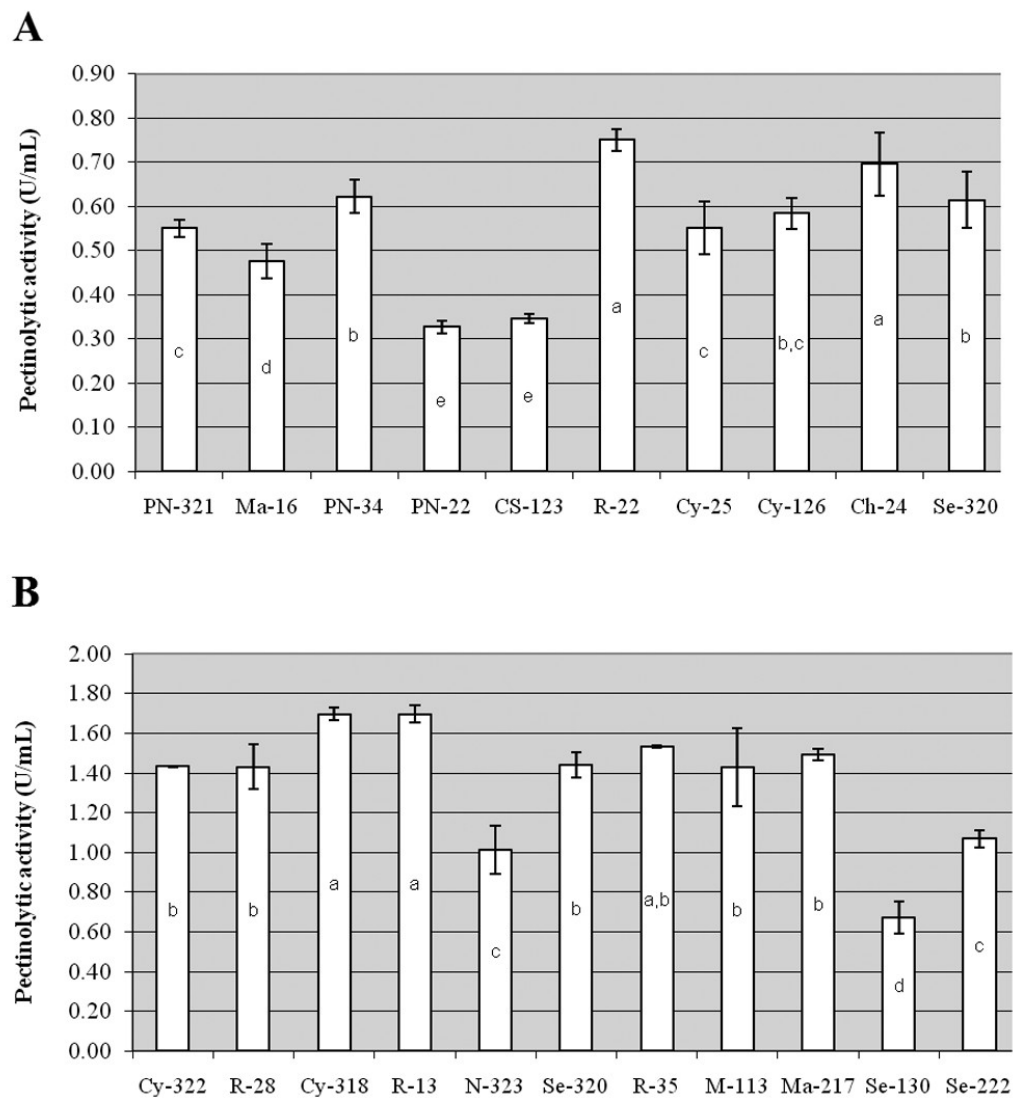 A
Pectinolytic activity (U/mL)
0.90
0.80
0.70
0.60
0.50
0.40
0.30
0.20
0.10
0.00
c
d
b
e
e
a
c
b,c
a
b
PN-321 Ma-16 PN-34 PN-22 CS-123 R-22 Cy-25 Cy-126 Ch-24 Se-320
B
Pectinolytic activity (U/mL)
2.00
1.80
1.60
1.40
1.20
1.00
0.80
0.60
0.40
0.20
0.00
b
b
a
a
c
b
a,b
b
b
d
c
Cy-322 R-28 Cy-318 R-13 N-323 Se-320 R-35 M-113 Ma-217 Se-130 Se-222